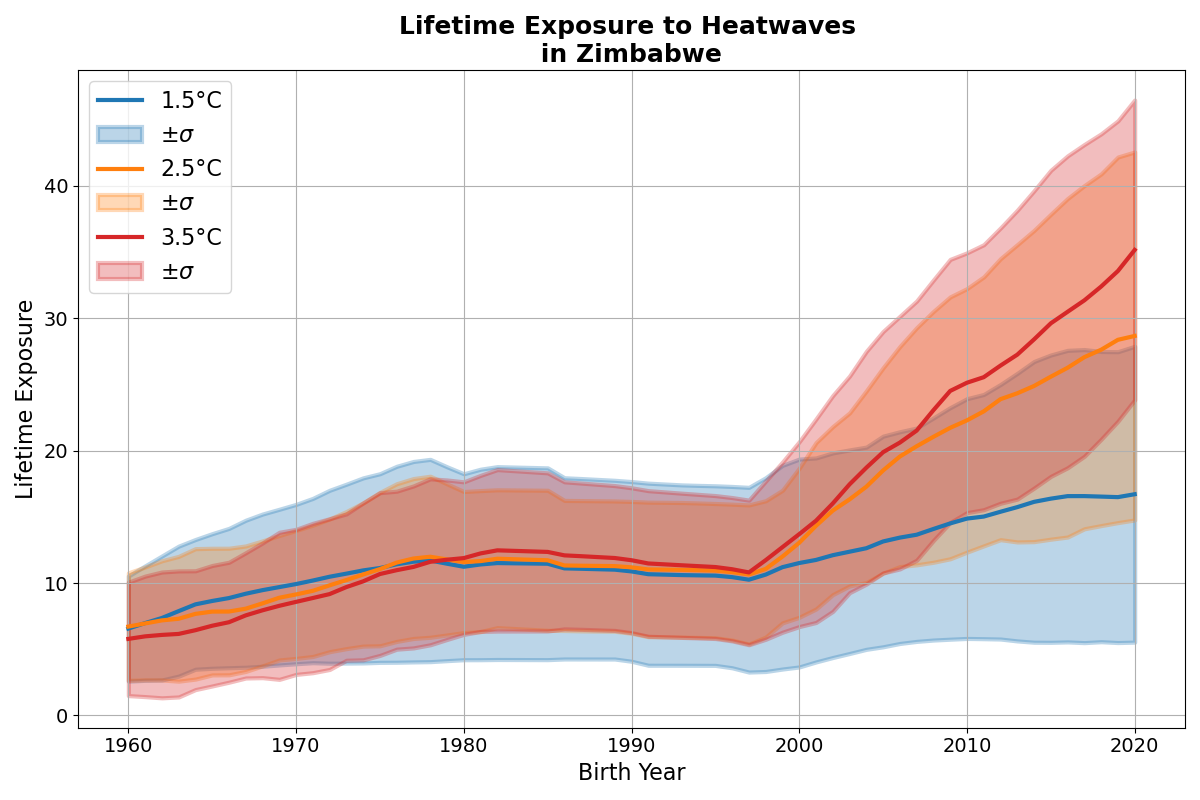 Lifetime Exposure to Heatwaves
in Zimbabwe
1.5°C
±σ
2.5°C
±σ
3.5°C
±σ
Lifetime Exposure
40
30
20
10
0
1960 1970 1980 1990 2000 2010 2020
Birth Year